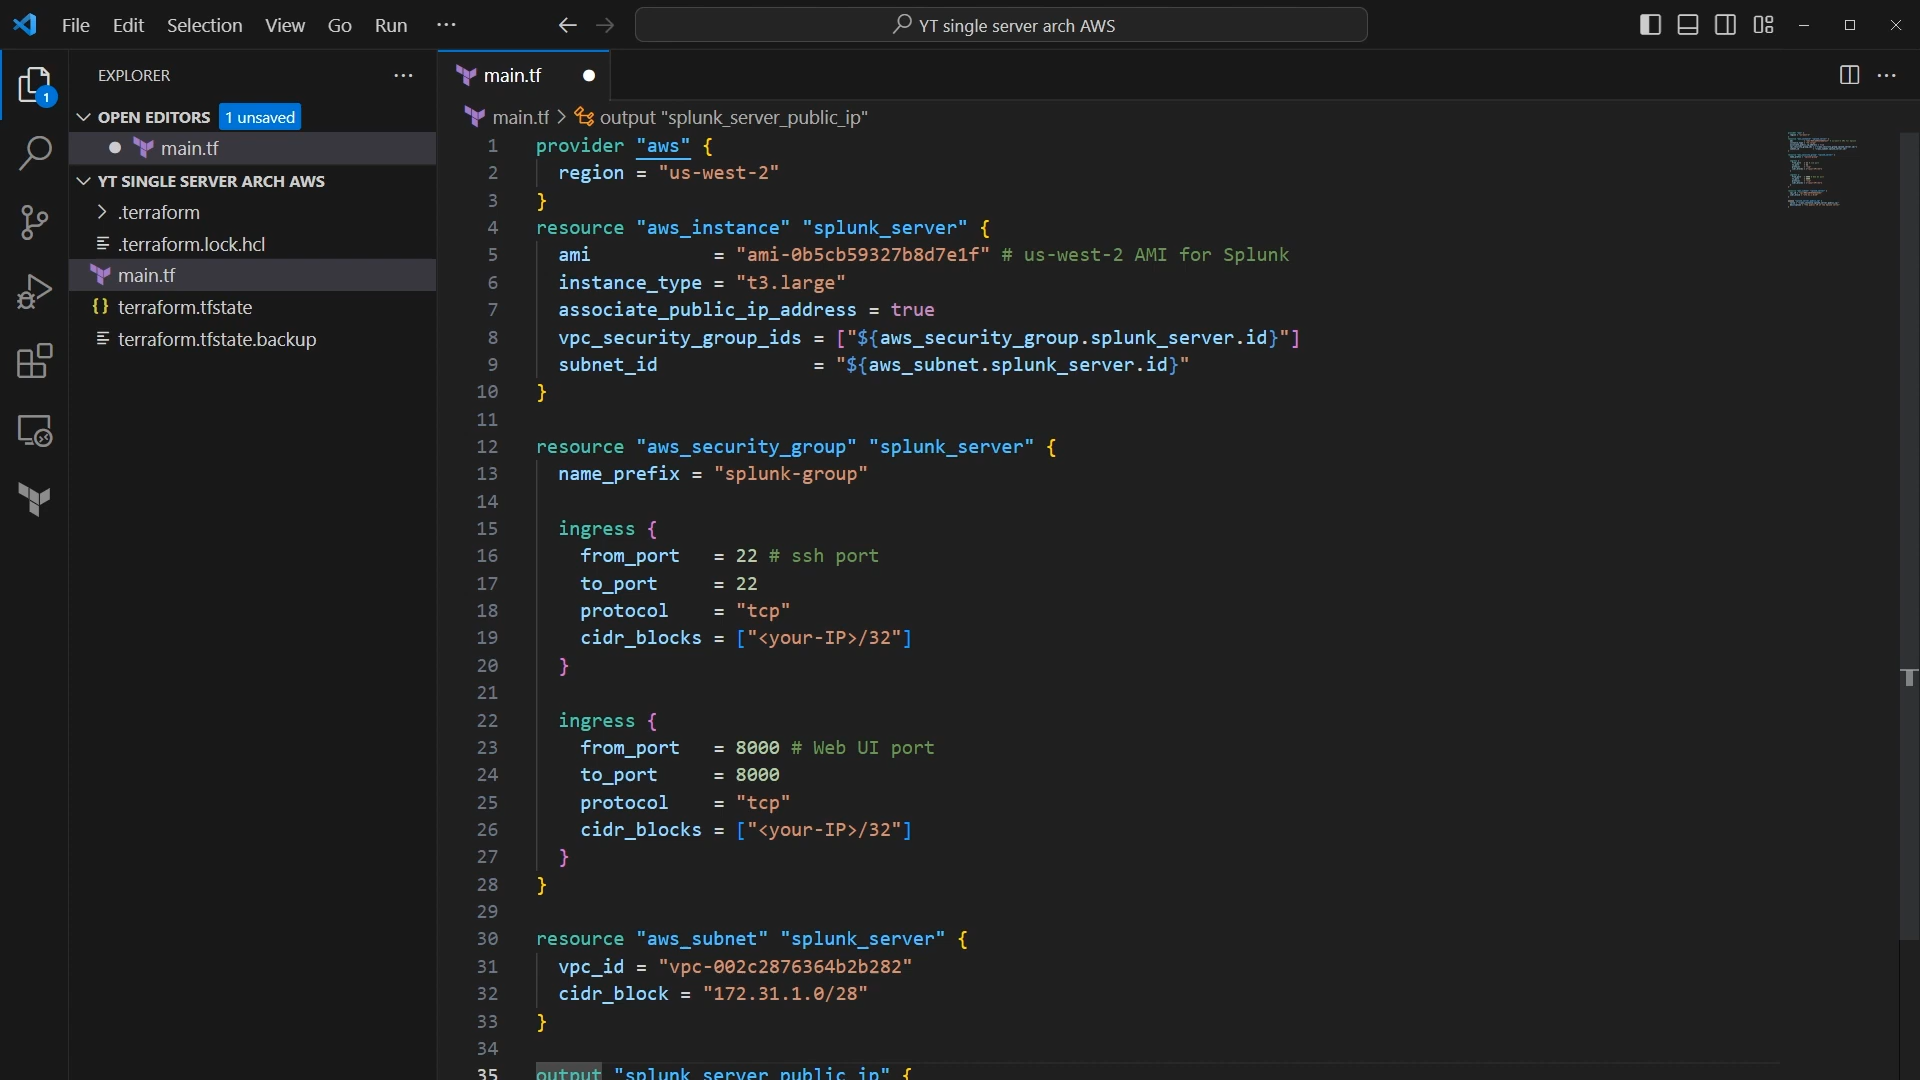 File Edit Selection View Go Run ···
YT single server arch AWS
EXPLORER
OPEN EDITORS 1 unsaved
main.tf
YT SINGLE SERVER ARCH AWS
.terraform
.terraform.lock.hcl
main.tf
terraform.tfstate
terraform.tfstate.backup
1
main.tf
main.tf > output "splunk_server_public_ip"
1 provider "aws" {
2   region = "us-west-2"
3 }
4 resource "aws_instance" "splunk_server" {
5   ami           = "ami-0b5cb59327b8d7e1f" # us-west-2 AMI for Splunk
6   instance_type = "t3.large"
7   associate_public_ip_address = true
8   vpc_security_group_ids = ["${aws_security_group.splunk_server.id}"]
9   subnet_id              = "${aws_subnet.splunk_server.id}"
10 }
11
12 resource "aws_security_group" "splunk_server" {
13   name_prefix = "splunk-group"
14
15   ingress {
16     from_port   = 22 # ssh port
17     to_port     = 22
18     protocol    = "tcp"
19     cidr_blocks = ["<your-IP>/32"]
20   }
21
22   ingress {
23     from_port   = 8000 # Web UI port
24     to_port     = 8000
25     protocol    = "tcp"
26     cidr_blocks = ["<your-IP>/32"]
27   }
28 }
29
30 resource "aws_subnet" "splunk_server" {
31   vpc_id = "vpc-002c2876364b2b282"
32   cidr_block = "172.31.1.0/28"
33 }
34
35 output "splunk_server_public_ip" {